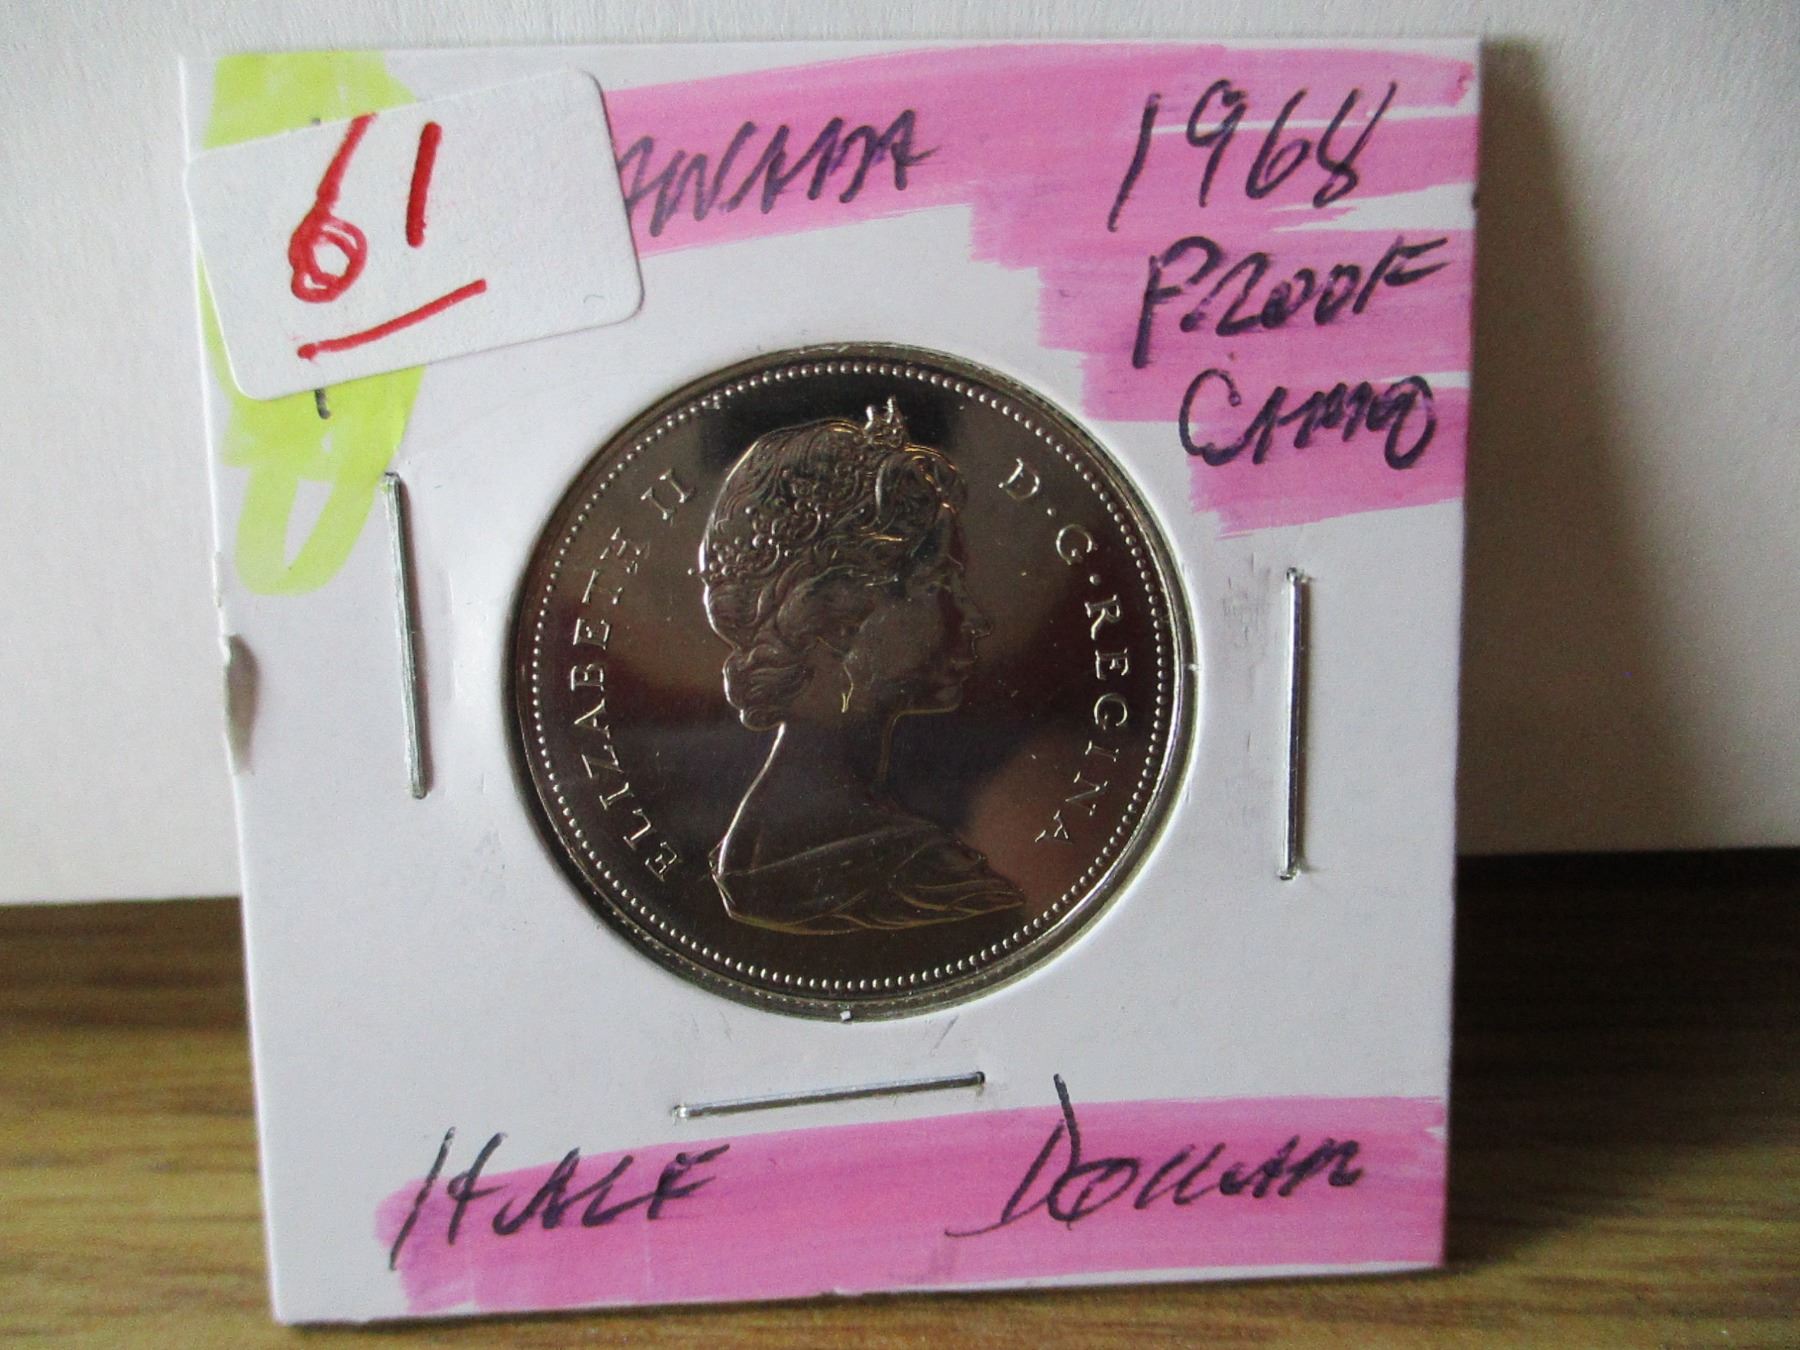 61
ANADA 1968
PROOF
CAMEO
ELIZABETH II D·G·REGINA
HALF DOLLAR